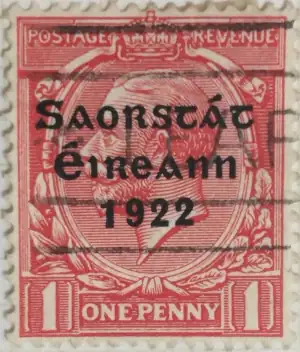 POSTAGE REVENUE
Saorstát
Éireann
1922
1 ONE PENNY 1